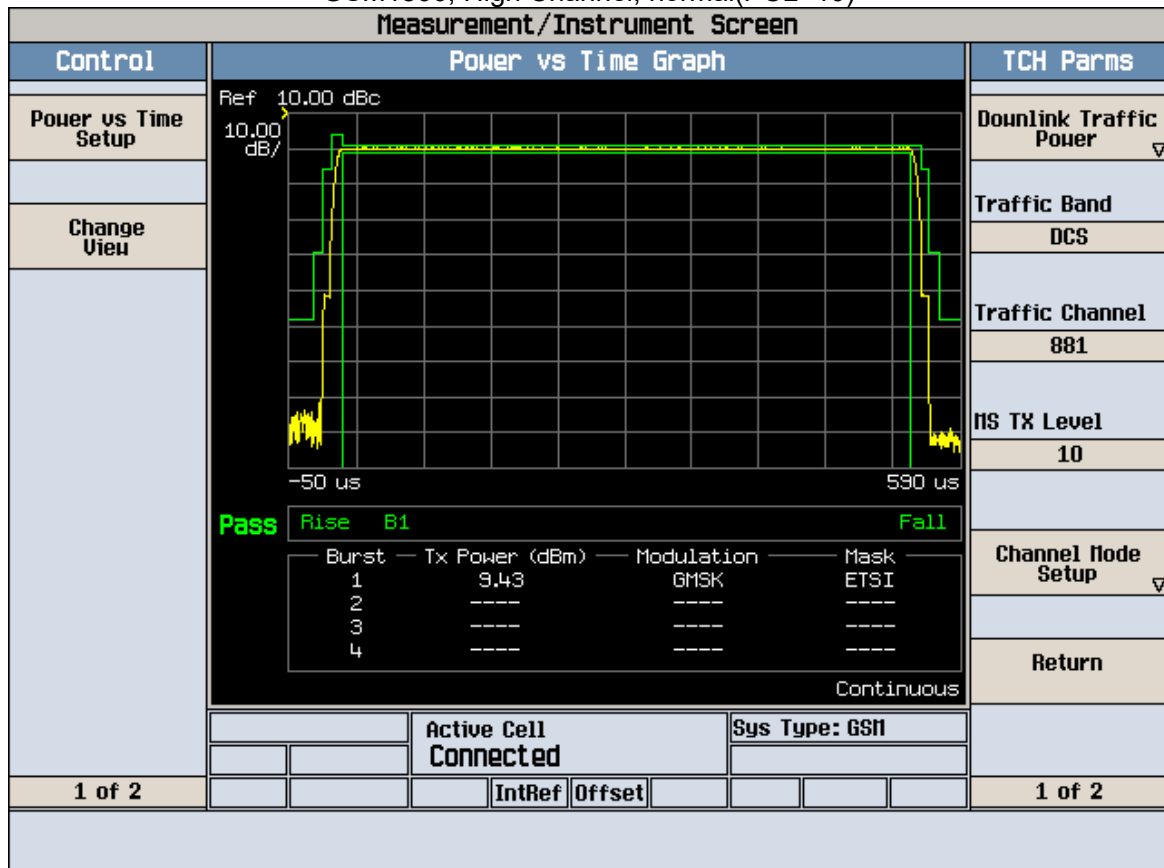 Measurement/Instrument Screen
Control
Power vs Time Graph
TCH Parms
Power vs Time
Setup
Change
View
1 of 2
Ref 10.00 dBc
10.00
dB/
-50 us
590 us
Pass
Rise B1
Fall
Burst Tx Power (dBm) Modulation Mask
1 9.43 GMSK ETSI
2 ---- ---- ----
3 ---- ---- ----
4 ---- ---- ----
Continuous
Active Cell
Connected
Sys Type: GSM
IntRef Offset
Downlink Traffic
Power
Traffic Band
DCS
Traffic Channel
881
MS TX Level
10
Channel Mode
Setup
Return
1 of 2